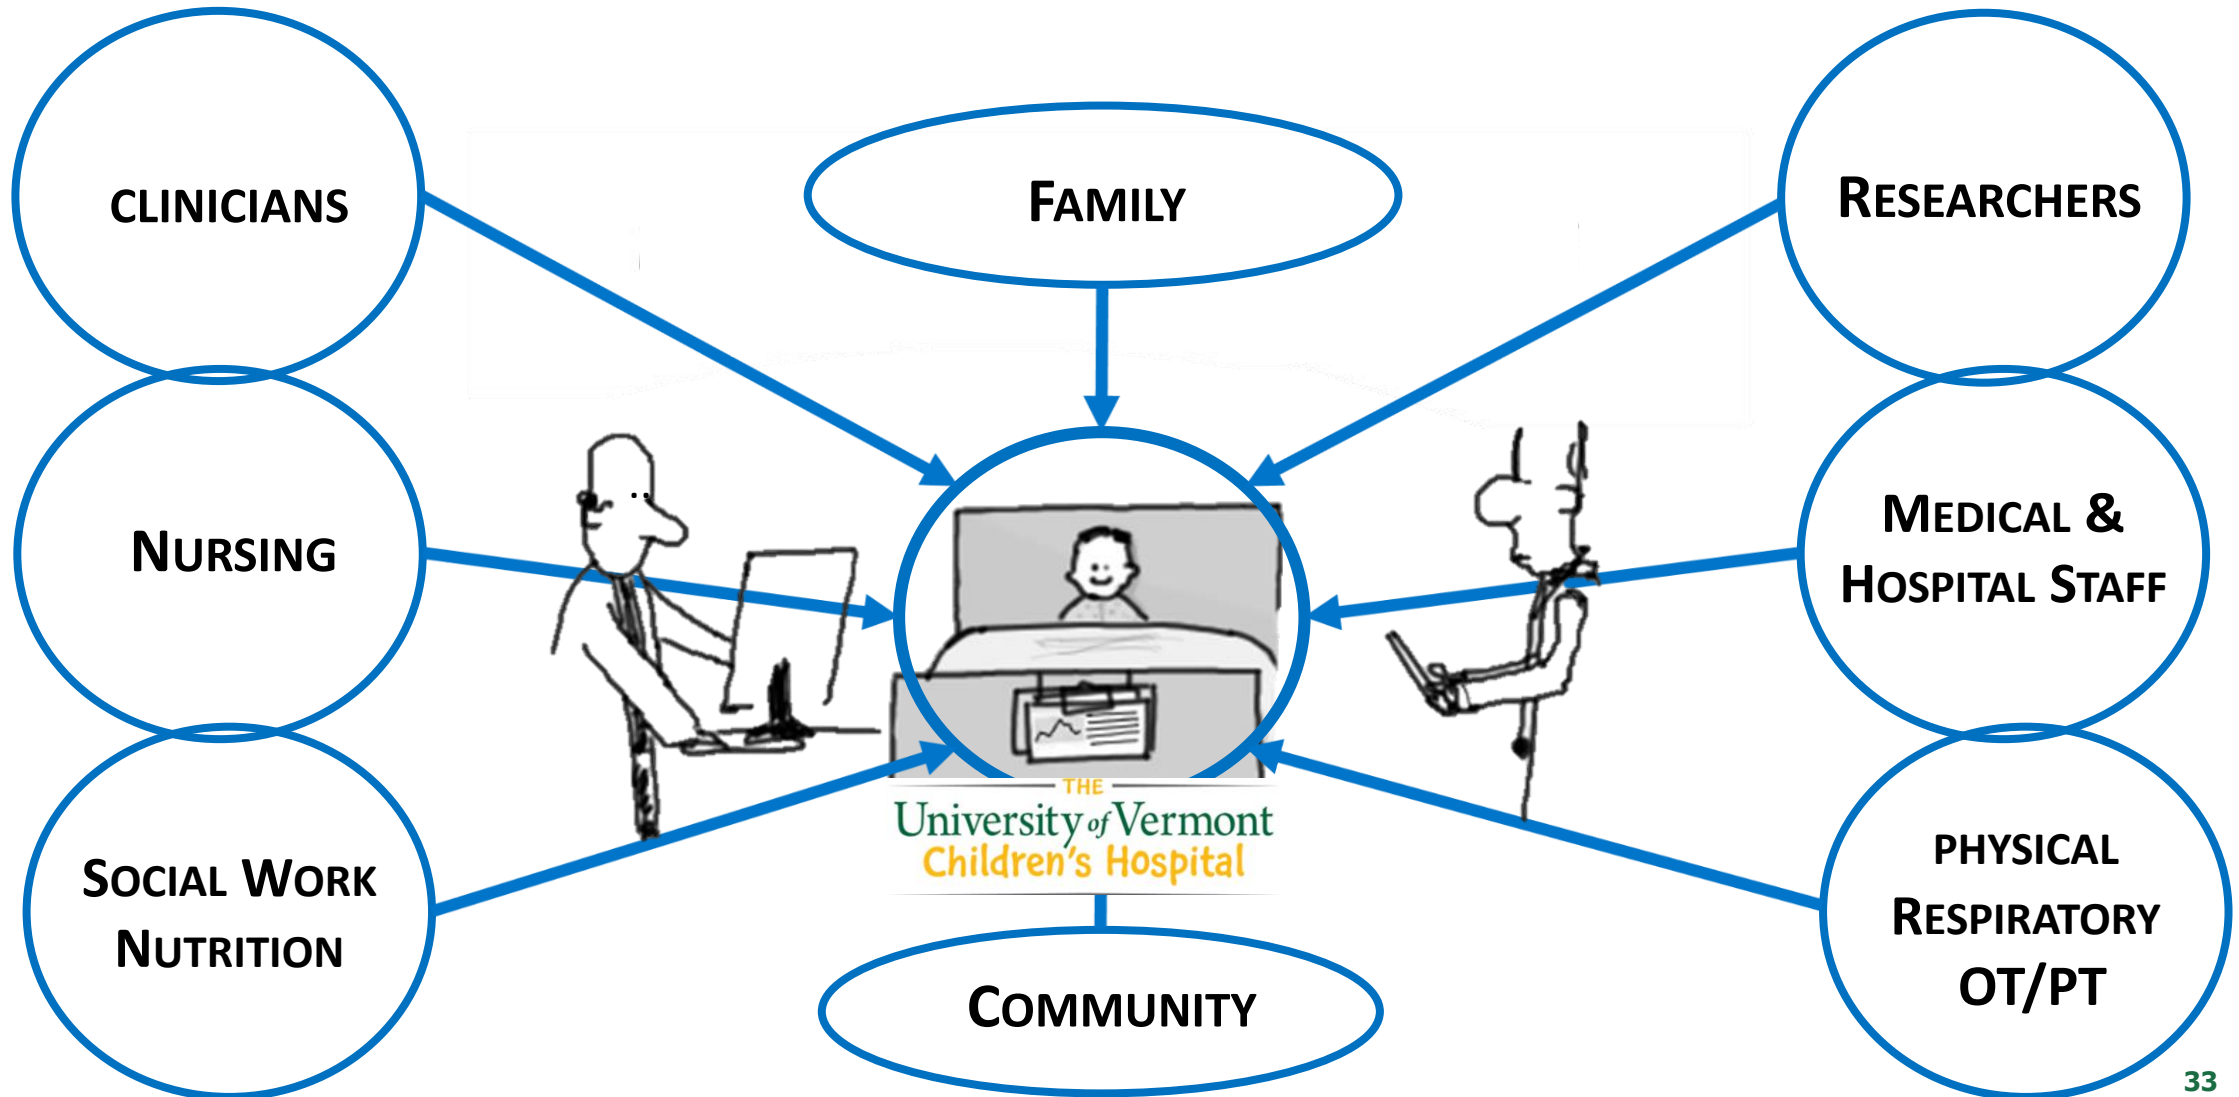 CLINICIANS
FAMILY
RESEARCHERS
NURSING
MEDICAL &
HOSPITAL STAFF
SOCIAL WORK
NUTRITION
THE
University of Vermont
Children's Hospital
PHYSICAL
RESPIRATORY
OT/PT
COMMUNITY
33